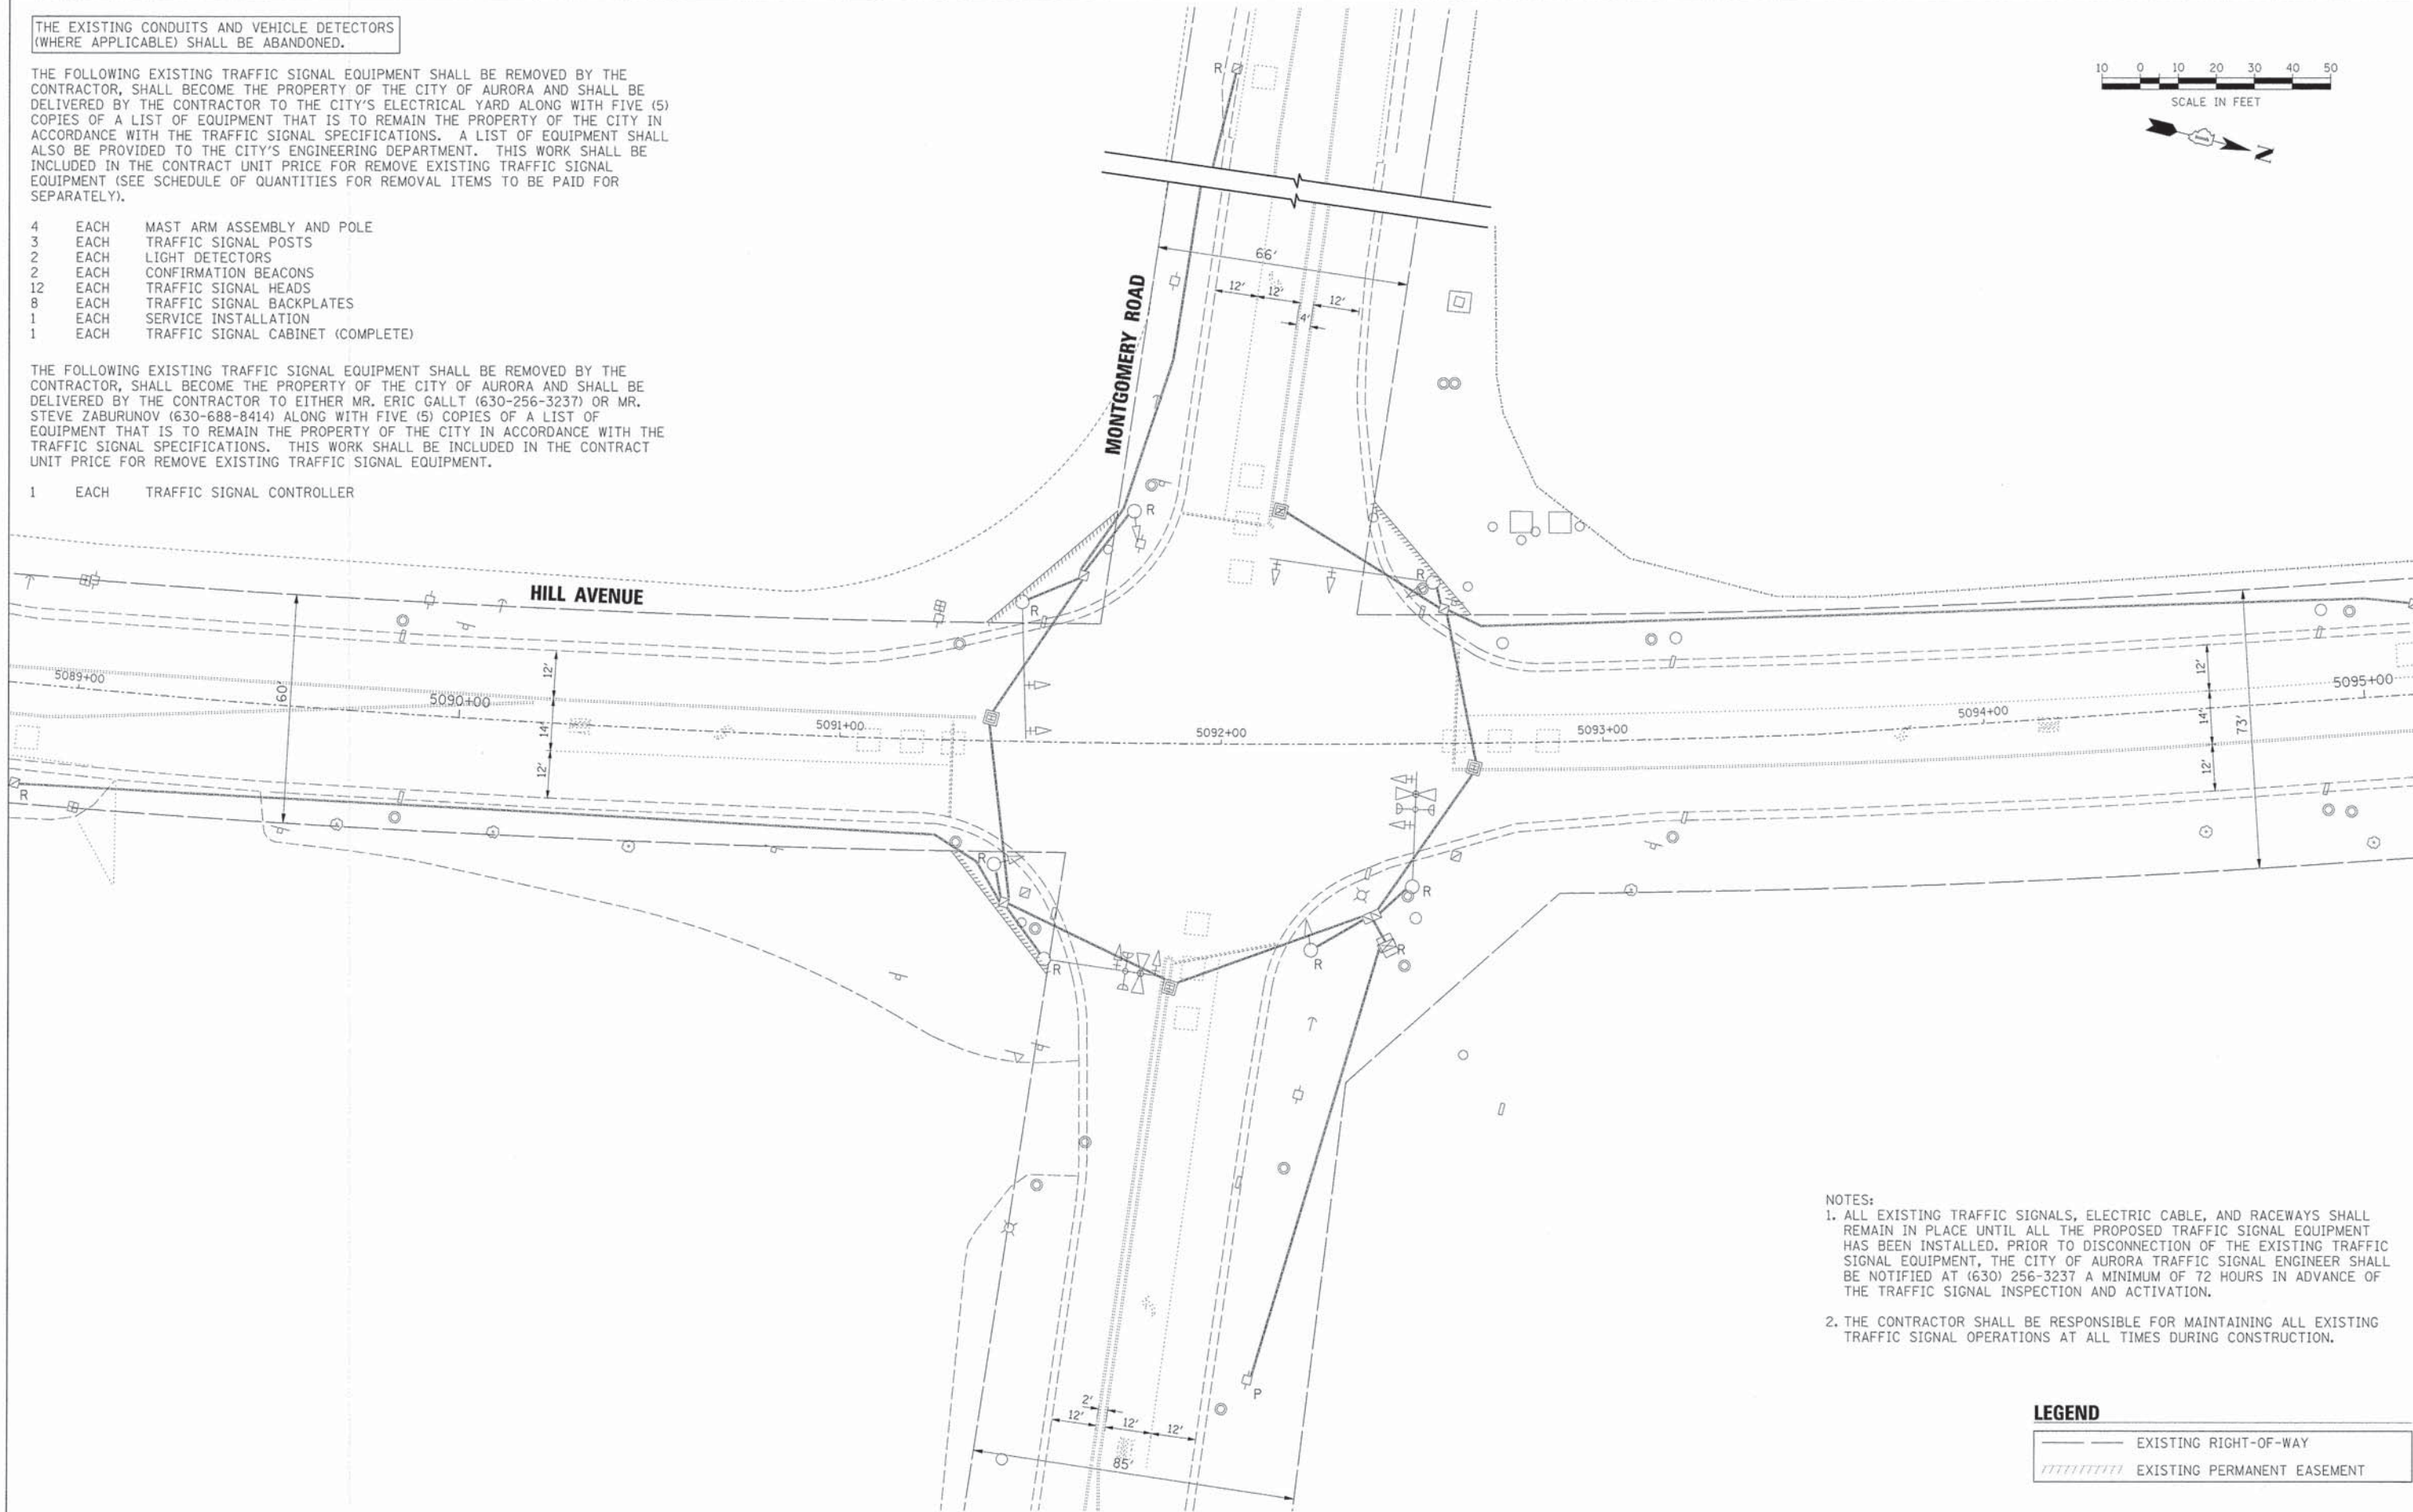 THE EXISTING CONDUITS AND VEHICLE DETECTORS
(WHERE APPLICABLE) SHALL BE ABANDONED.
THE FOLLOWING EXISTING TRAFFIC SIGNAL EQUIPMENT SHALL BE REMOVED BY THE
CONTRACTOR, SHALL BECOME THE PROPERTY OF THE CITY OF AURORA AND SHALL BE
DELIVERED BY THE CONTRACTOR TO THE CITY'S ELECTRICAL YARD ALONG WITH FIVE (5)
COPIES OF A LIST OF EQUIPMENT THAT IS TO REMAIN THE PROPERTY OF THE CITY IN
ACCORDANCE WITH THE TRAFFIC SIGNAL SPECIFICATIONS. A LIST OF EQUIPMENT SHALL
ALSO BE PROVIDED TO THE CITY'S ENGINEERING DEPARTMENT. THIS WORK SHALL BE
INCLUDED IN THE CONTRACT UNIT PRICE FOR REMOVE EXISTING TRAFFIC SIGNAL
EQUIPMENT (SEE SCHEDULE OF QUANTITIES FOR REMOVAL ITEMS TO BE PAID FOR
SEPARATELY).
4 EACH MAST ARM ASSEMBLY AND POLE
3 EACH TRAFFIC SIGNAL POSTS
2 EACH LIGHT DETECTORS
2 EACH CONFIRMATION BEACONS
12 EACH TRAFFIC SIGNAL HEADS
8 EACH TRAFFIC SIGNAL BACKPLATES
1 EACH SERVICE INSTALLATION
1 EACH TRAFFIC SIGNAL CABINET (COMPLETE)
THE FOLLOWING EXISTING TRAFFIC SIGNAL EQUIPMENT SHALL BE REMOVED BY THE
CONTRACTOR, SHALL BECOME THE PROPERTY OF THE CITY OF AURORA AND SHALL BE
DELIVERED BY THE CONTRACTOR TO EITHER MR. ERIC GALLT (630-256-3237) OR MR.
STEVE ZABURUNOV (630-688-8414) ALONG WITH FIVE (5) COPIES OF A LIST OF
EQUIPMENT THAT IS TO REMAIN THE PROPERTY OF THE CITY IN ACCORDANCE WITH THE
TRAFFIC SIGNAL SPECIFICATIONS. THIS WORK SHALL BE INCLUDED IN THE CONTRACT
UNIT PRICE FOR REMOVE EXISTING TRAFFIC SIGNAL EQUIPMENT.
1 EACH TRAFFIC SIGNAL CONTROLLER
10 0 10 20 30 40 50
SCALE IN FEET
N
R
66'
12' 12' 12'
4'
MONTGOMERY ROAD
R
R
R
HILL AVENUE
60'
12'
14'
12'
12'
14'
12'
73'
5089+00
5090+00
5091+00
5092+00
5093+00
5094+00
5095+00
R
R
R
R
R
R
P
2'
12' 12' 12'
85'
NOTES:
1. ALL EXISTING TRAFFIC SIGNALS, ELECTRIC CABLE, AND RACEWAYS SHALL
REMAIN IN PLACE UNTIL ALL THE PROPOSED TRAFFIC SIGNAL EQUIPMENT
HAS BEEN INSTALLED. PRIOR TO DISCONNECTION OF THE EXISTING TRAFFIC
SIGNAL EQUIPMENT, THE CITY OF AURORA TRAFFIC SIGNAL ENGINEER SHALL
BE NOTIFIED AT (630) 256-3237 A MINIMUM OF 72 HOURS IN ADVANCE OF
THE TRAFFIC SIGNAL INSPECTION AND ACTIVATION.
2. THE CONTRACTOR SHALL BE RESPONSIBLE FOR MAINTAINING ALL EXISTING
TRAFFIC SIGNAL OPERATIONS AT ALL TIMES DURING CONSTRUCTION.
LEGEND
EXISTING RIGHT-OF-WAY
EXISTING PERMANENT EASEMENT